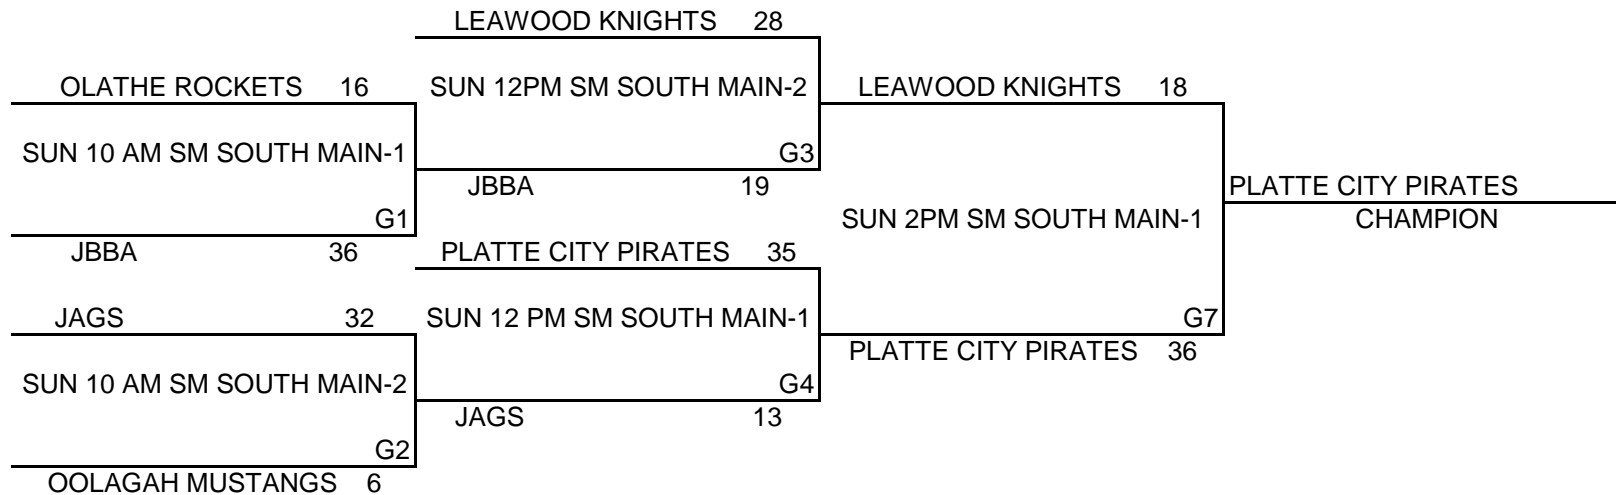 LEAWOOD KNIGHTS 28
OLATHE ROCKETS 16
SUN 12PM SM SOUTH MAIN-2
LEAWOOD KNIGHTS 18
SUN 10 AM SM SOUTH MAIN-1
G3
JBBA 19
PLATTE CITY PIRATES
G1
SUN 2PM SM SOUTH MAIN-1
CHAMPION
JBBA 36
PLATTE CITY PIRATES 35
JAGS 32
SUN 12 PM SM SOUTH MAIN-1
G7
PLATTE CITY PIRATES 36
SUN 10 AM SM SOUTH MAIN-2
G4
JAGS 13
G2
OOLAGAH MUSTANGS 6